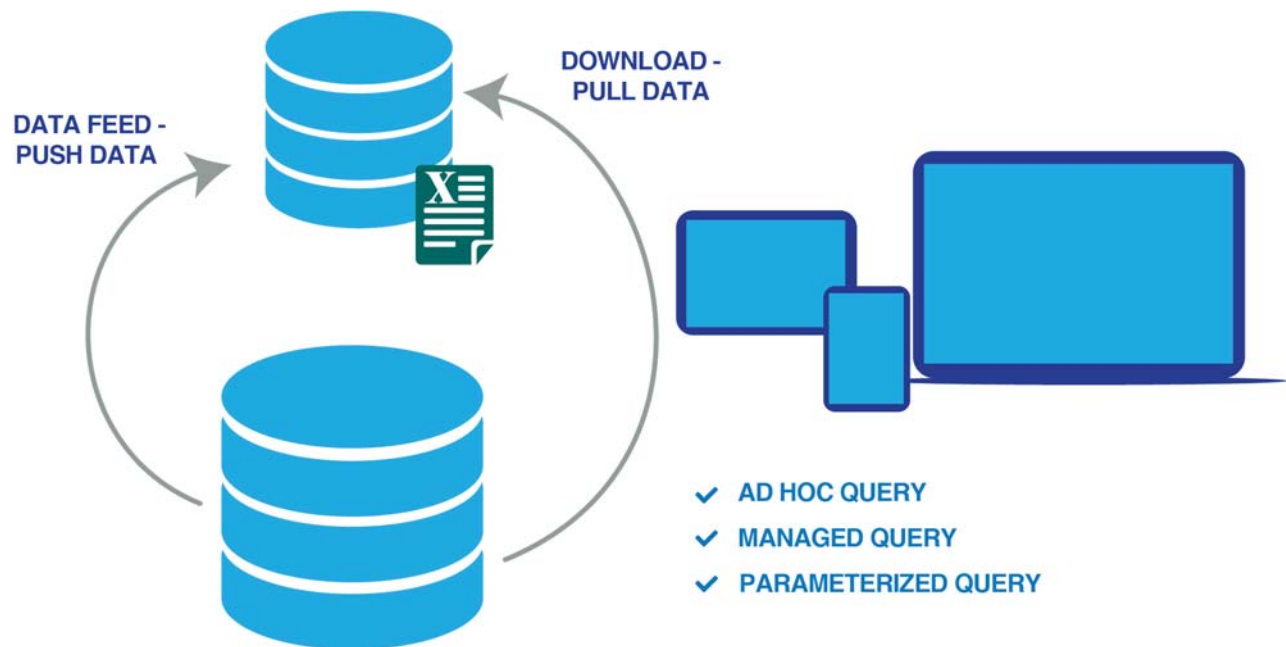 DOWNLOAD -
PULL DATA
DATA FEED -
PUSH DATA
X
AD HOC QUERY
MANAGED QUERY
PARAMETERIZED QUERY